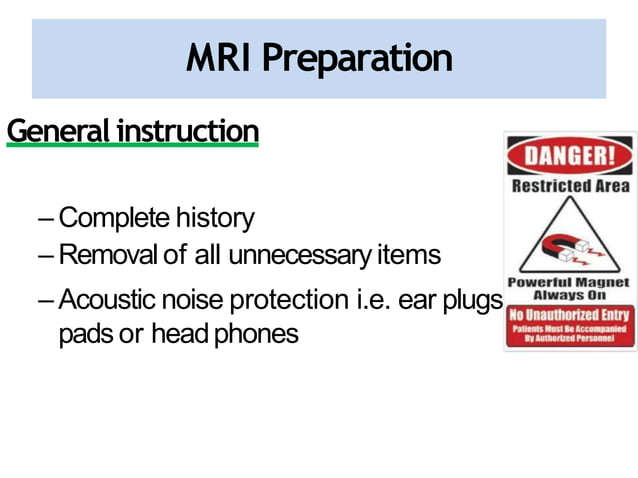 MRI Preparation
General instruction
– Complete history
– Removal of all unnecessary items
– Acoustic noise protection i.e. ear plugs
pads or head phones
DANGER!
Restricted Area
Powerful Magnet
Always On
No Unauthorized Entry
Patients Must Be Accompanied
By Authorized Personnel